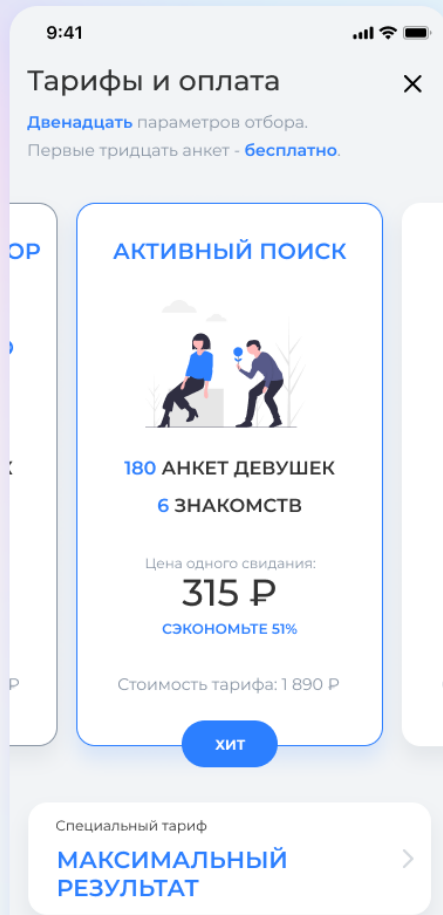 9:41
Тарифы и оплата
Двенадцать параметров отбора.
Первые тридцать анкет - бесплатно.
ОР
АКТИВНЫЙ ПОИСК
180 АНКЕТ ДЕВУШЕК
6 ЗНАКОМСТВ
Цена одного свидания:
315 ₽
СЭКОНОМЬТЕ 51%
₽
Стоимость тарифа: 1 890 ₽
ХИТ
Специальный тариф
МАКСИМАЛЬНЫЙ
РЕЗУЛЬТАТ